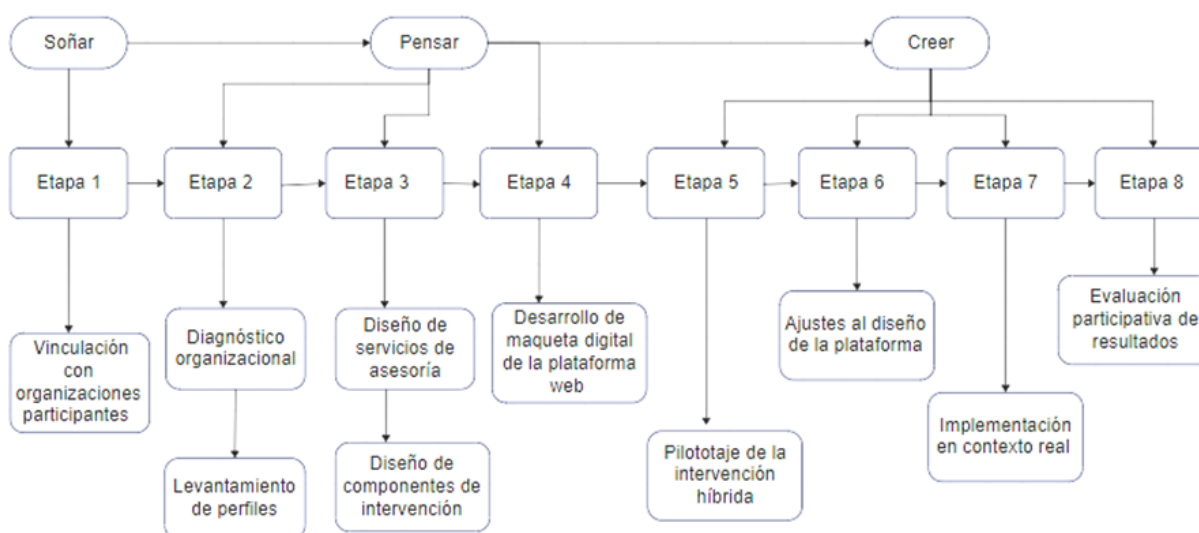 Soñar
Pensar
Creer
Etapa 1
Etapa 2
Etapa 3
Etapa 4
Etapa 5
Etapa 6
Etapa 7
Etapa 8
Vinculación
con
organizaciones
participantes
Diagnóstico
organizacional
Levantamiento
de perfiles
Diseño de
servicios de
asesoría
Diseño de
componentes de
intervención
Desarrollo de
maqueta digital
de la plataforma
web
Pilototaje de la
intervención
híbrida
Ajustes al diseño
de la plataforma
Implementación
en contexto real
Evaluación
participativa de
resultados